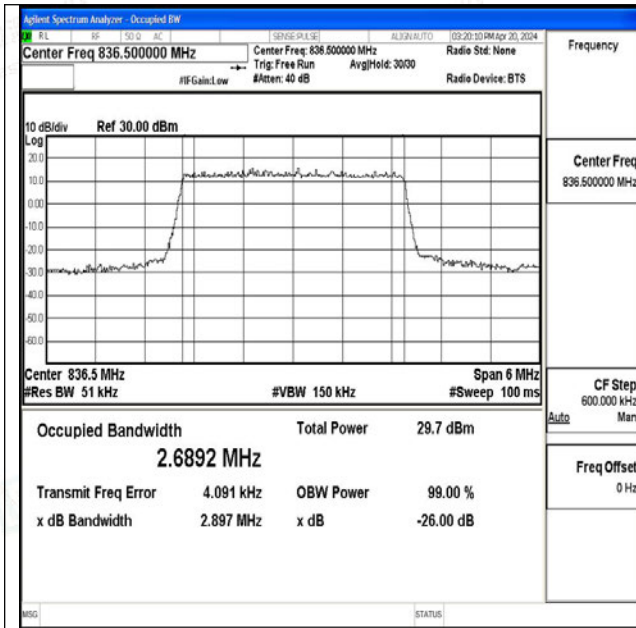 Agilent Spectrum Analyzer - Occupied BW
RL RF 50 Ω AC SENSE:PULSE ALIGNAUTO 03:20:10 PM Apr 20, 2024
Center Freq 836.500000 MHz
Center Freq: 836.500000 MHz
Radio Std: None
Trig: Free Run Avg|Hold: 30/30
#IFGain:Low #Atten: 40 dB Radio Device: BTS
10 dB/div Ref 30.00 dBm
Log
20.0
10.0
0.00
-10.0
-20.0
-30.0
-40.0
-50.0
-60.0
Center 836.5 MHz Span 6 MHz
#Res BW 51 kHz #VBW 150 kHz #Sweep 100 ms
Occupied Bandwidth Total Power 29.7 dBm
2.6892 MHz
Transmit Freq Error 4.091 kHz OBW Power 99.00 %
x dB Bandwidth 2.897 MHz x dB -26.00 dB
MSG STATUS
Frequency
Center Freq
836.500000 MHz
CF Step
600.000 kHz
Auto Man
Freq Offset
0 Hz